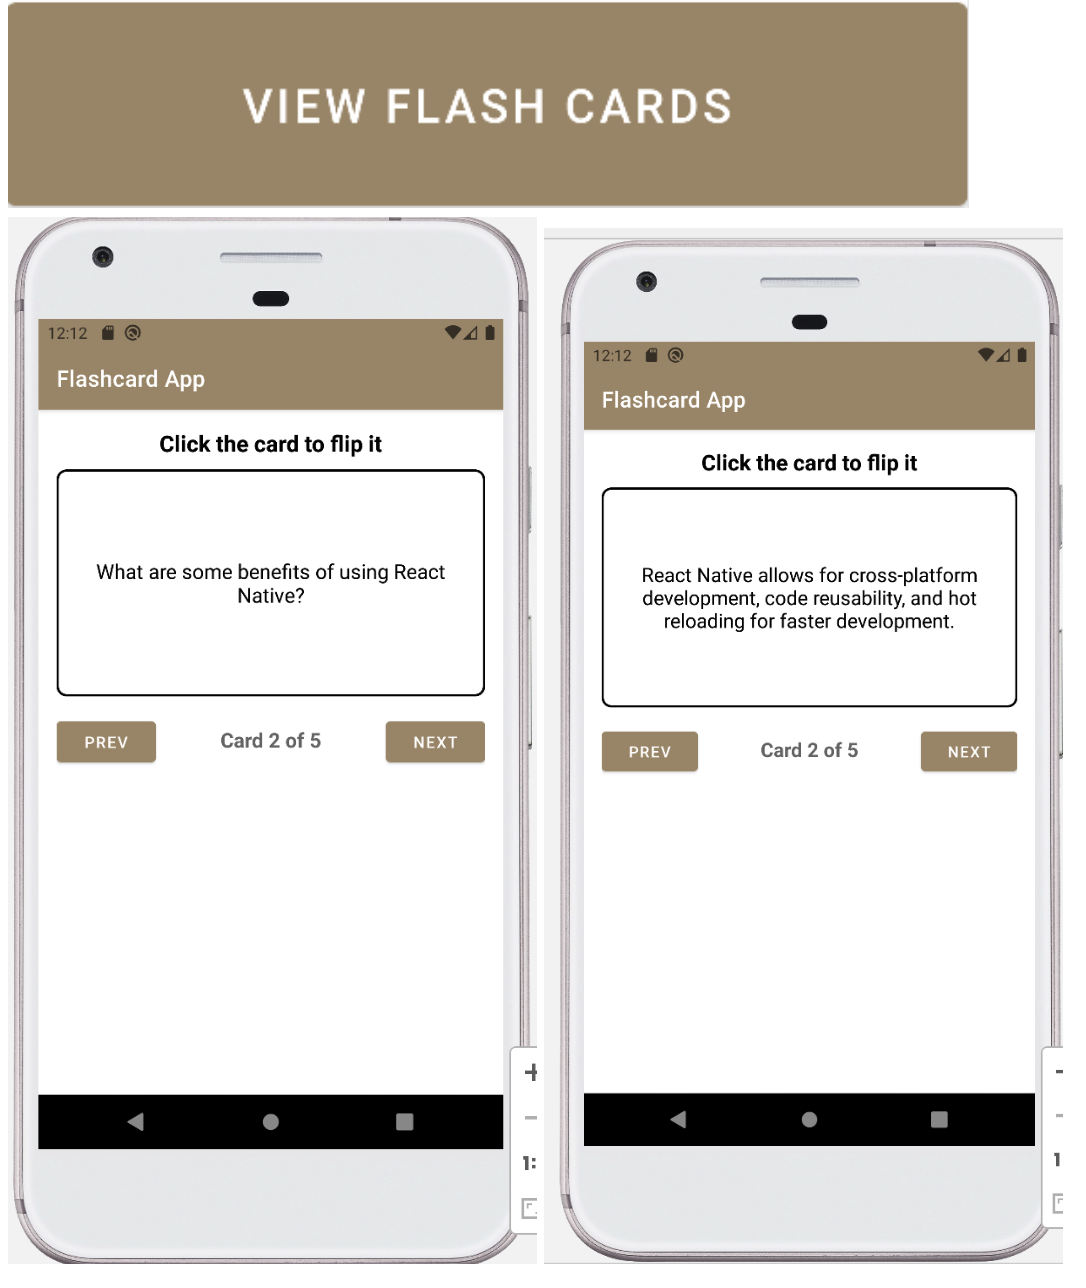 VIEW FLASH CARDS
12:12
Flashcard App
Click the card to flip it
What are some benefits of using React
Native?
PREV
Card 2 of 5
NEXT
1:
12:12
Flashcard App
Click the card to flip it
React Native allows for cross-platform
development, code reusability, and hot
reloading for faster development.
PREV
Card 2 of 5
NEXT
1